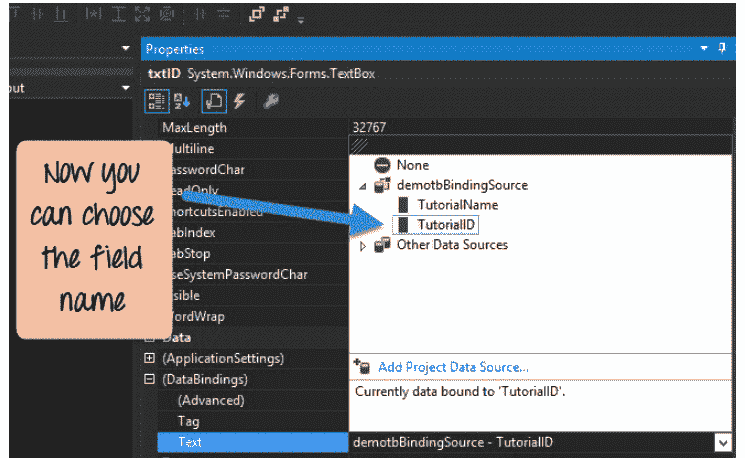 Properties
txtID System.Windows.Forms.TextBox
out
MaxLength 32767
Multiline
PasswordChar
ReadOnly
ShortcutsEnabled
TabIndex
TabStop
UseSystemPasswordChar
Visible
WordWrap
Data
(ApplicationSettings)
(DataBindings)
(Advanced)
Tag
Text demotbBindingSource - TutorialID
None
demotbBindingSource
TutorialName
TutorialID
Other Data Sources
Add Project Data Source...
Currently data bound to 'TutorialID'.
Now you
can choose
the field
name